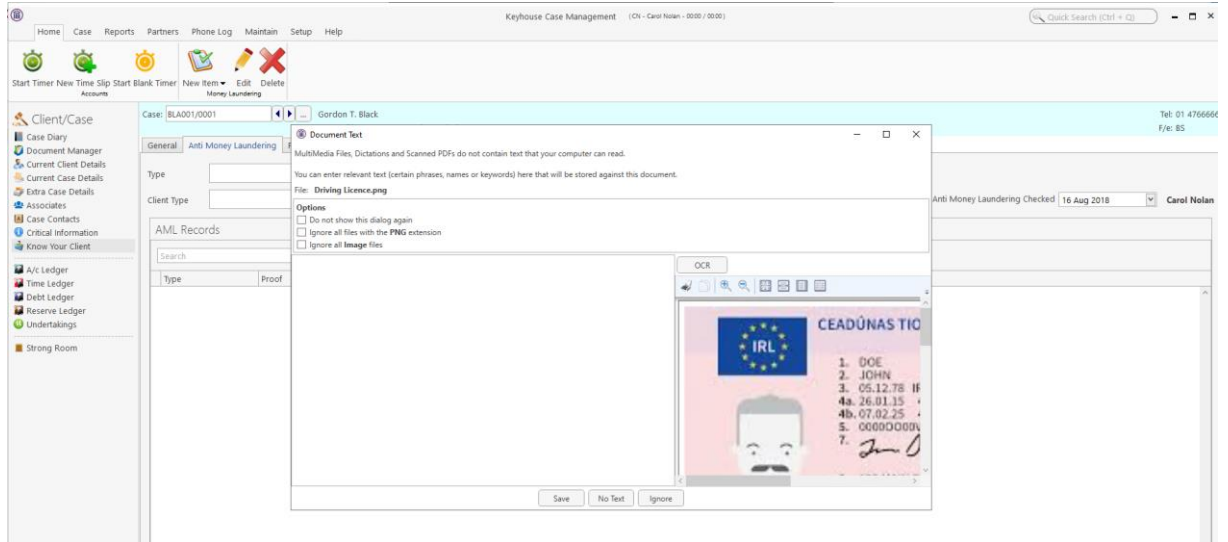 Keyhouse Case Management (CN - Carol Nolan - 00:00 / 00:00)
Quick Search (Ctrl + Q)
Home Case Reports Partners Phone Log Maintain Setup Help
Start Timer New Time Slip Start Blank Timer New Item Edit Delete
Accounts Money Laundering
Client/Case
Case Diary
Document Manager
Current Client Details
Current Case Details
Extra Case Details
Associates
Case Contacts
Critical Information
Know Your Client
A/c Ledger
Time Ledger
Debt Ledger
Reserve Ledger
Undertakings
Strong Room
Case: BLA001/0001 ... Gordon T. Black
Tel: 01 4766666
F/e: BS
General Anti Money Laundering
Type
Client Type
Anti Money Laundering Checked 16 Aug 2018 Carol Nolan
AML Records
Search
Type Proof
Document Text
MultiMedia Files, Dictations and Scanned PDFs do not contain text that your computer can read.
You can enter relevant text (certain phrases, names or keywords) here that will be stored against this document.
File: Driving Licence.png
Options
Do not show this dialog again
Ignore all files with the PNG extension
Ignore all Image files
OCR
CEADÚNAS TIO
IRL
1. DOE
2. JOHN
3. 05.12.78
4a. 26.01.15
4b. 07.02.25
5.
7.
Save No Text Ignore